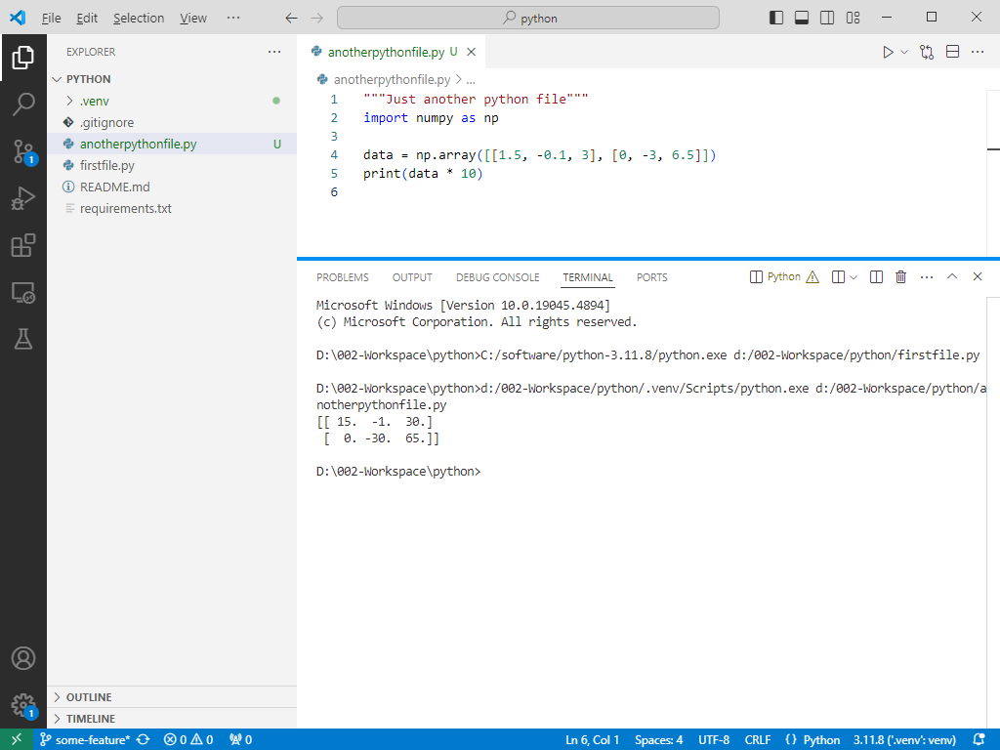 File Edit Selection View ··· python
EXPLORER ···
PYTHON
.venv
.gitignore
anotherpythonfile.py U
firstfile.py
README.md
requirements.txt
OUTLINE
TIMELINE
anotherpythonfile.py U
anotherpythonfile.py > ...
1 """Just another python file"""
2 import numpy as np
3
4 data = np.array([[1.5, -0.1, 3], [0, -3, 6.5]])
5 print(data * 10)
6
PROBLEMS OUTPUT DEBUG CONSOLE TERMINAL PORTS Python
Microsoft Windows [Version 10.0.19045.4894]
(c) Microsoft Corporation. All rights reserved.
D:\002-Workspace\python>C:/software/python-3.11.8/python.exe d:/002-Workspace/python/firstfile.py
D:\002-Workspace\python>d:/002-Workspace/python/.venv/Scripts/python.exe d:/002-Workspace/python/a
notherpythonfile.py
[[ 15.  -1.  30.]
 [  0. -30.  65.]]
D:\002-Workspace\python>
1
1
some-feature* 0 0 0 Ln 6, Col 1 Spaces: 4 UTF-8 CRLF {} Python 3.11.8 ('.venv': venv)